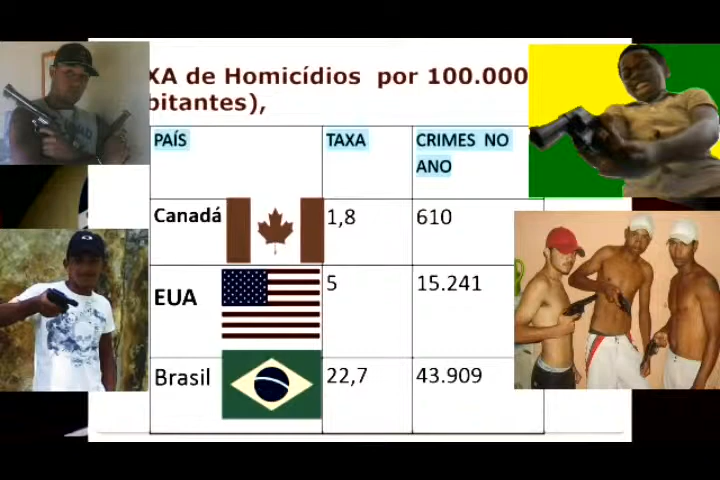 XA de Homicídios por 100.000
bitantes),
PAÍS TAXA CRIMES NO
ANO
Canadá 1,8 610
EUA 5 15.241
Brasil 22,7 43.909